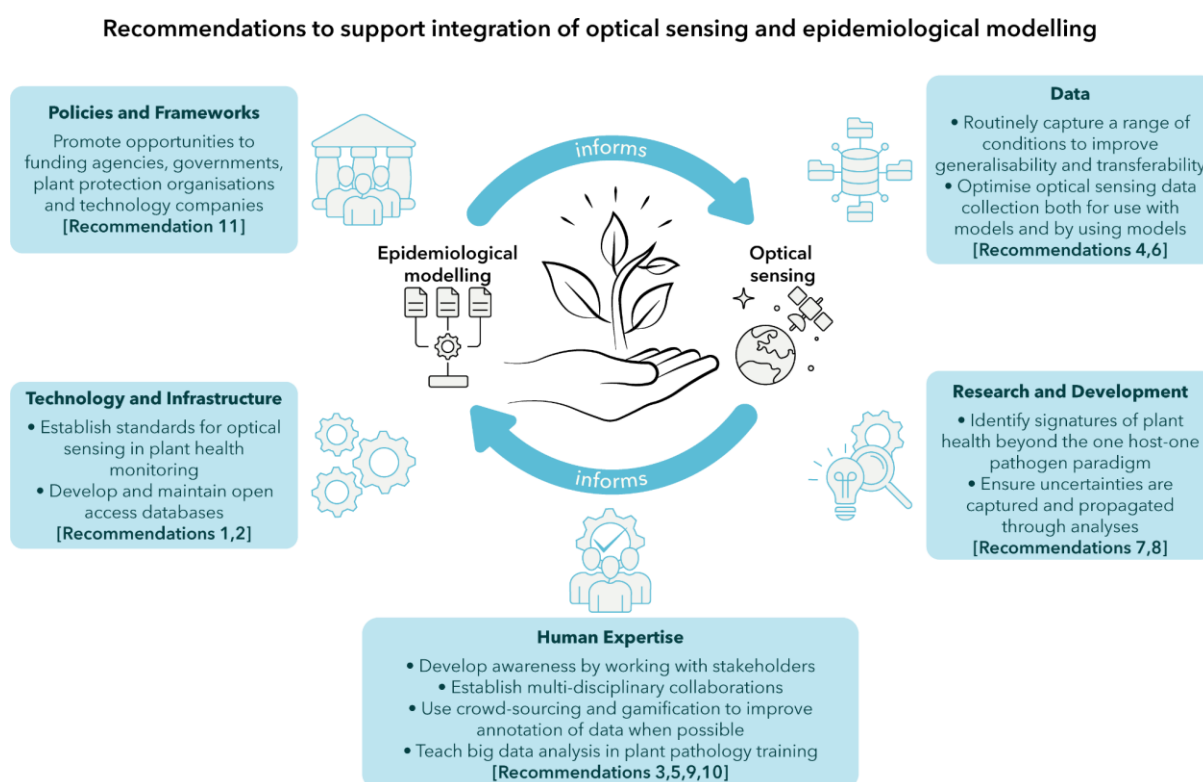 Recommendations to support integration of optical sensing and epidemiological modelling
Policies and Frameworks
Promote opportunities to
funding agencies, governments,
plant protection organisations
and technology companies
[Recommendation 11]
informs
Data
• Routinely capture a range of
conditions to improve
generalisability and transferability
• Optimise optical sensing data
collection both for use with
models and by using models
[Recommendations 4,6]
Epidemiological
modelling
Optical
sensing
Technology and Infrastructure
• Establish standards for optical
sensing in plant health
monitoring
• Develop and maintain open
access databases
[Recommendations 1,2]
informs
Research and Development
• Identify signatures of plant
health beyond the one host-one
pathogen paradigm
• Ensure uncertainties are
captured and propagated
through analyses
[Recommendations 7,8]
Human Expertise
• Develop awareness by working with stakeholders
• Establish multi-disciplinary collaborations
• Use crowd-sourcing and gamification to improve
annotation of data when possible
• Teach big data analysis in plant pathology training
[Recommendations 3,5,9,10]